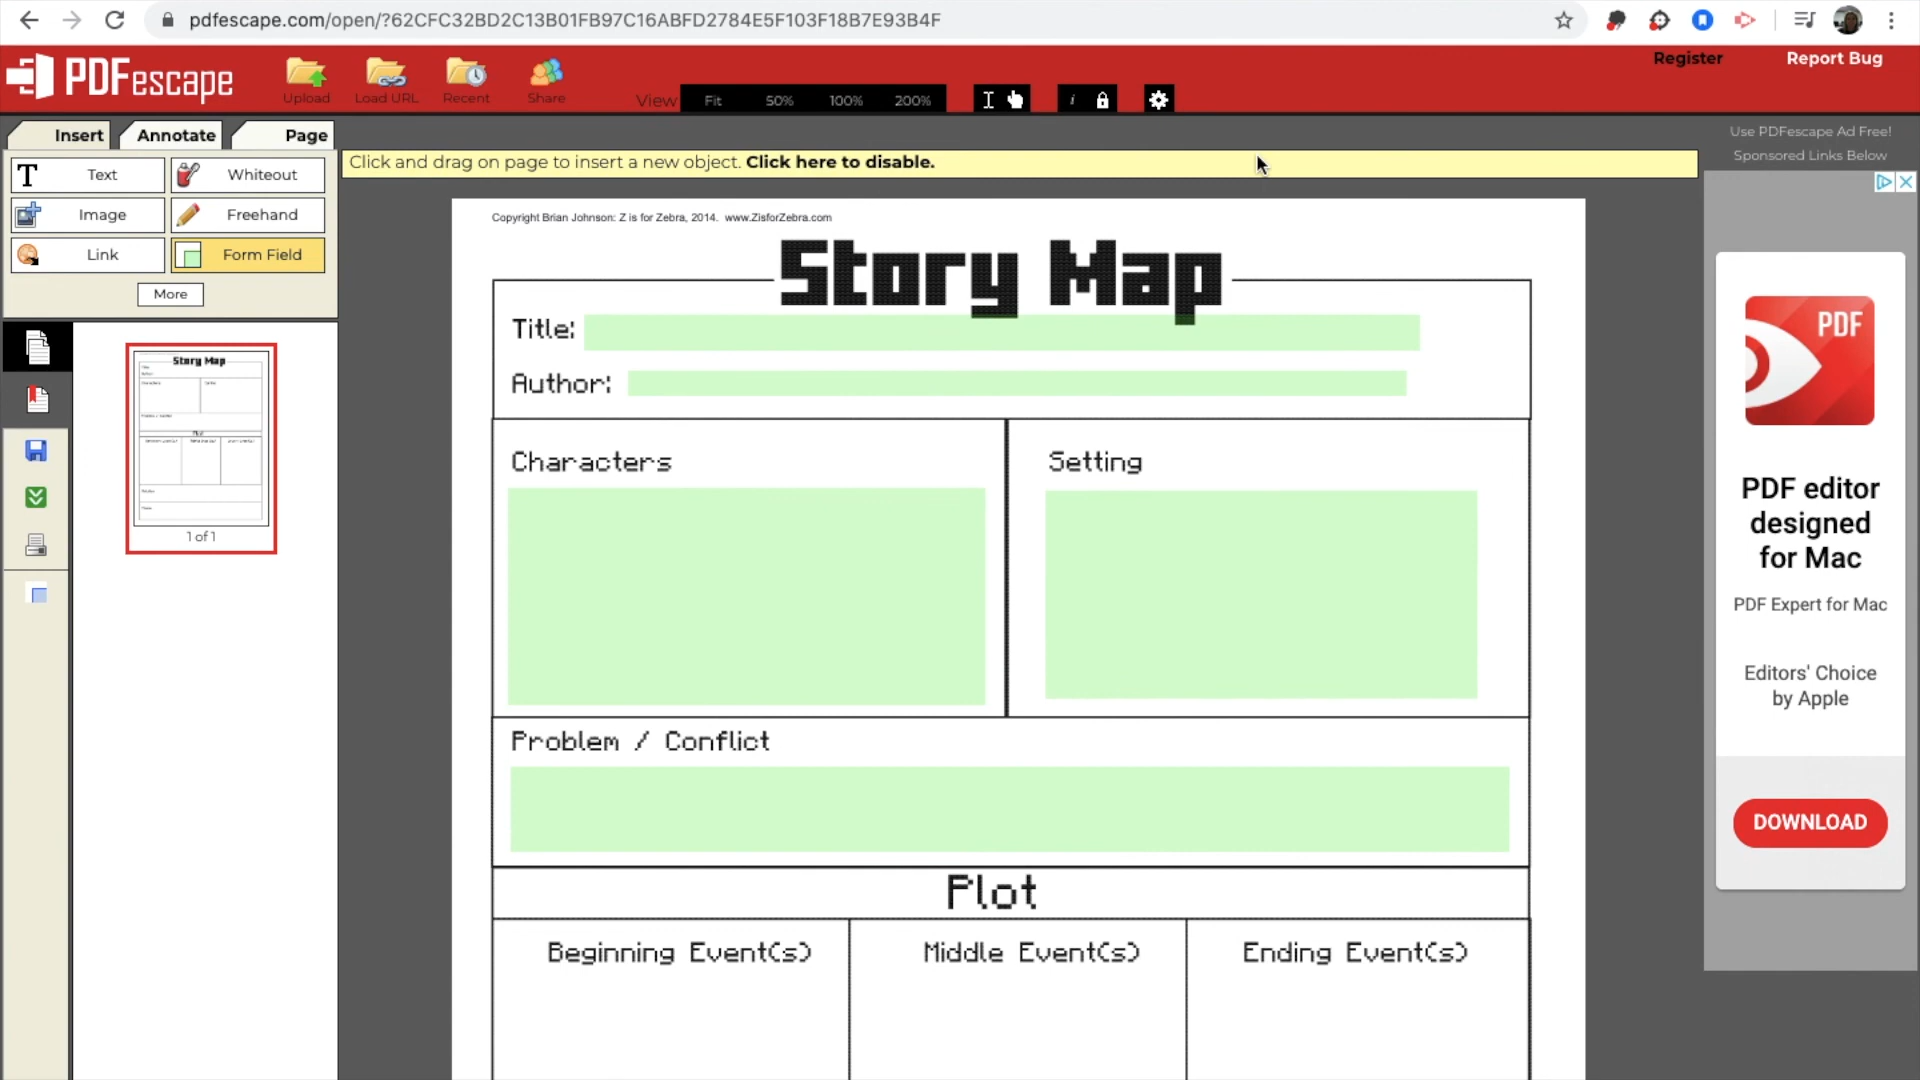 pdfescape.com/open/?62CFC32BD2C13B01FB97C16ABFD2784E5F103F18B7E93B4F
PDFescape
Upload
Load URL
Recent
Share
View
Fit
50%
100%
200%
Register
Report Bug
Insert
Annotate
Page
Text
Whiteout
Image
Freehand
Link
Form Field
More
Click and drag on page to insert a new object. Click here to disable.
Use PDFescape Ad Free!
Sponsored Links Below
Story Map
1 of 1
Copyright Brian Johnson: Z is for Zebra, 2014. www.ZisforZebra.com
Story Map
Title:
Author:
Characters
Setting
Problem / Conflict
Plot
Beginning Event(s)
Middle Event(s)
Ending Event(s)
PDF
PDF editor
designed
for Mac
PDF Expert for Mac
Editors' Choice
by Apple
DOWNLOAD